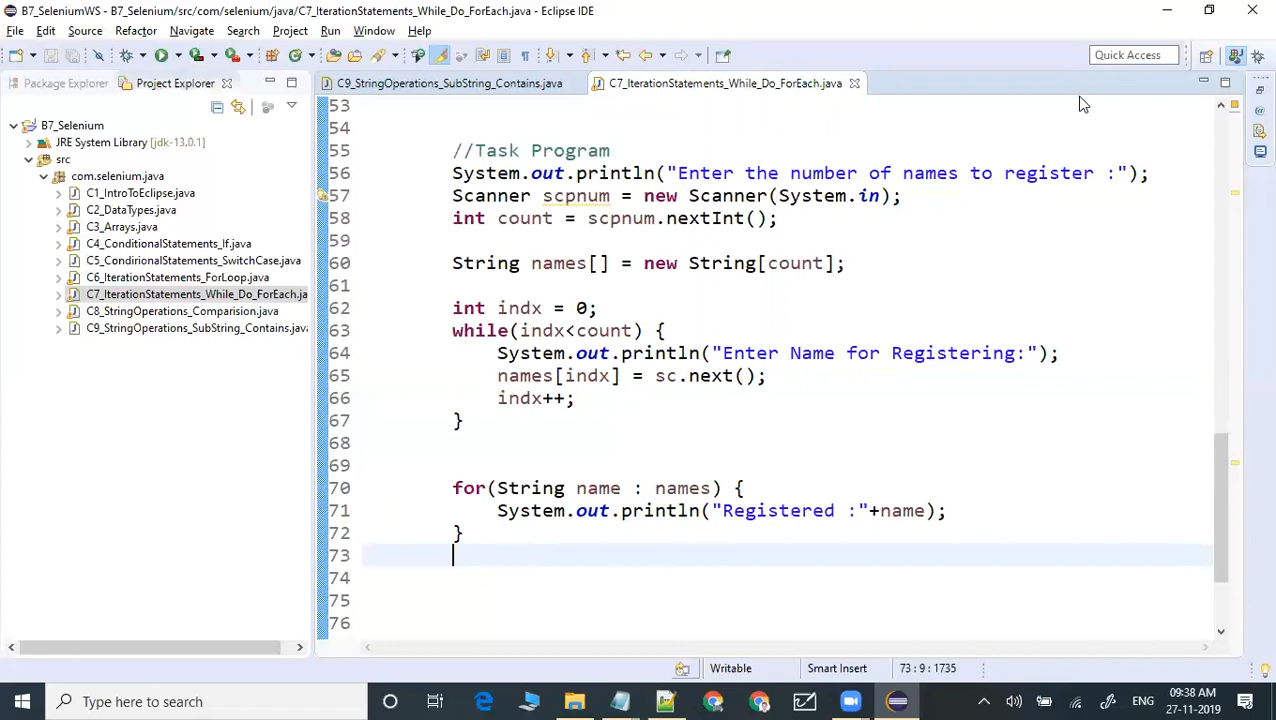 B7_SeleniumWS - B7_Selenium/src/com/selenium/java/C7_IterationStatements_While_Do_ForEach.java - Eclipse IDE
File Edit Source Refactor Navigate Search Project Run Window Help
Quick Access
Package Explorer Project Explorer
C9_StringOperations_SubString_Contains.java C7_IterationStatements_While_Do_ForEach.java
B7_Selenium
JRE System Library [jdk-13.0.1]
src
com.selenium.java
C1_IntroToEclipse.java
C2_DataTypes.java
C3_Arrays.java
C4_ConditionalStatements_If.java
C5_CondirionalStatements_SwitchCase.java
C6_IterationStatements_ForLoop.java
C7_IterationStatements_While_Do_ForEach.ja
C8_StringOperations_Comparision.java
C9_StringOperations_SubString_Contains.java
53
54
55 //Task Program
56 System.out.println("Enter the number of names to register :");
57 Scanner scpnum = new Scanner(System.in);
58 int count = scpnum.nextInt();
59
60 String names[] = new String[count];
61
62 int indx = 0;
63 while(indx<count) {
64 System.out.println("Enter Name for Registering:");
65 names[indx] = sc.next();
66 indx++;
67 }
68
69
70 for(String name : names) {
71 System.out.println("Registered :"+name);
72 }
73
74
75
76
Writable Smart Insert 73 : 9 : 1735
Type here to search
ENG
09:38 AM
27-11-2019